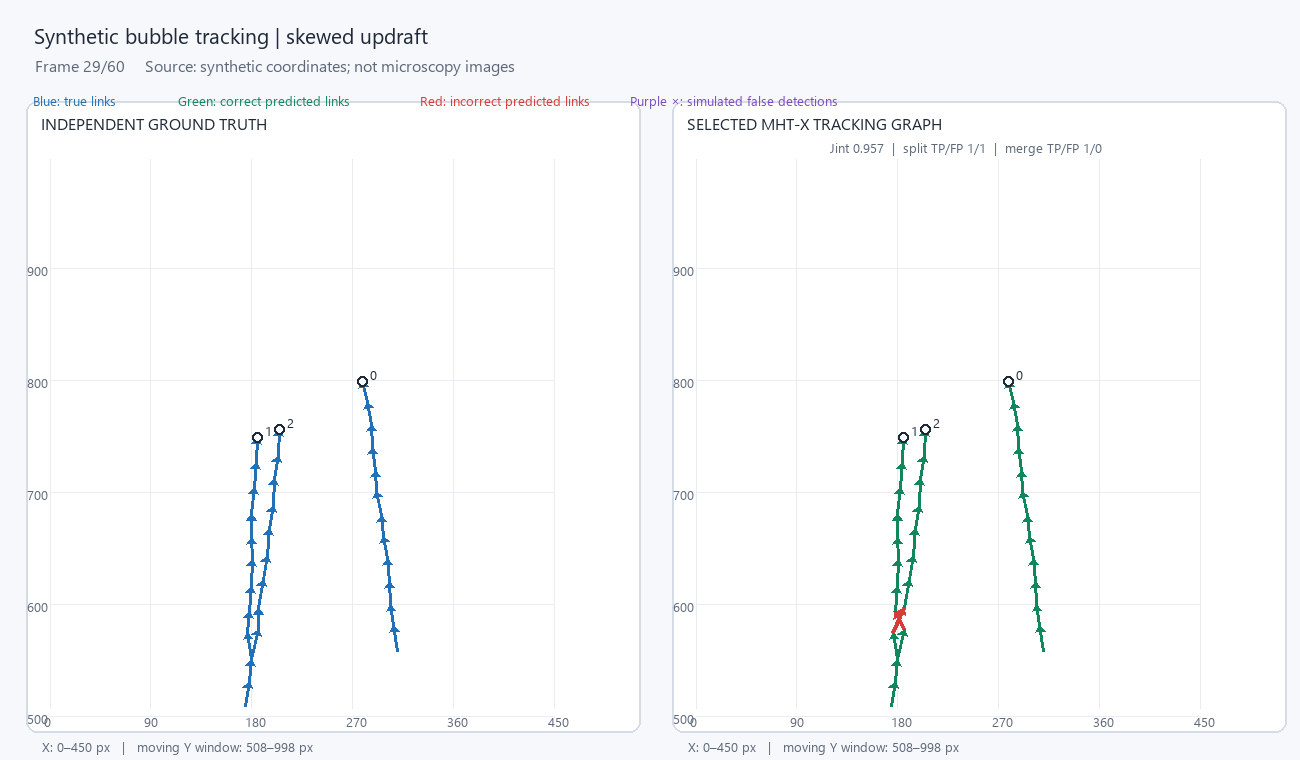 Synthetic bubble tracking | skewed updraft
Frame 29/60 Source: synthetic coordinates; not microscopy images
Blue: true links Green: correct predicted links Red: incorrect predicted links Purple ×: simulated false detections
INDEPENDENT GROUND TRUTH
900
800
700
600
500
0 90 180 270 360 450
0
1
2
X: 0–450 px | moving Y window: 508–998 px
SELECTED MHT-X TRACKING GRAPH
Jint 0.957 | split TP/FP 1/1 | merge TP/FP 1/0
900
800
700
600
500
0 90 180 270 360 450
0
1
2
X: 0–450 px | moving Y window: 508–998 px